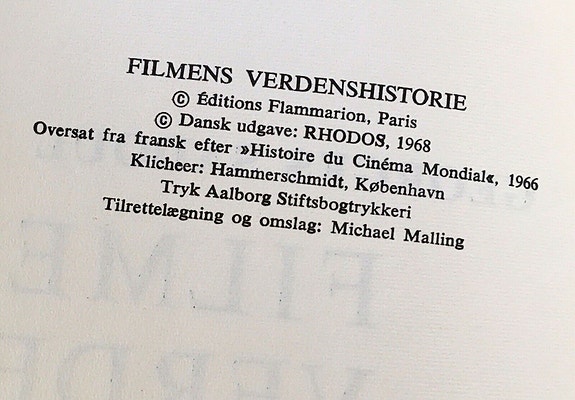 FILMENS VERDENSHISTORIE
© Éditions Flammarion, Paris
© Dansk udgave: RHODOS, 1968
Oversat fra fransk efter »Histoire du Cinéma Mondial«, 1966
Klicheer: Hammerschmidt, København
Tryk Aalborg Stiftsbogtrykkeri
Tilrettelægning og omslag: Michael Malling